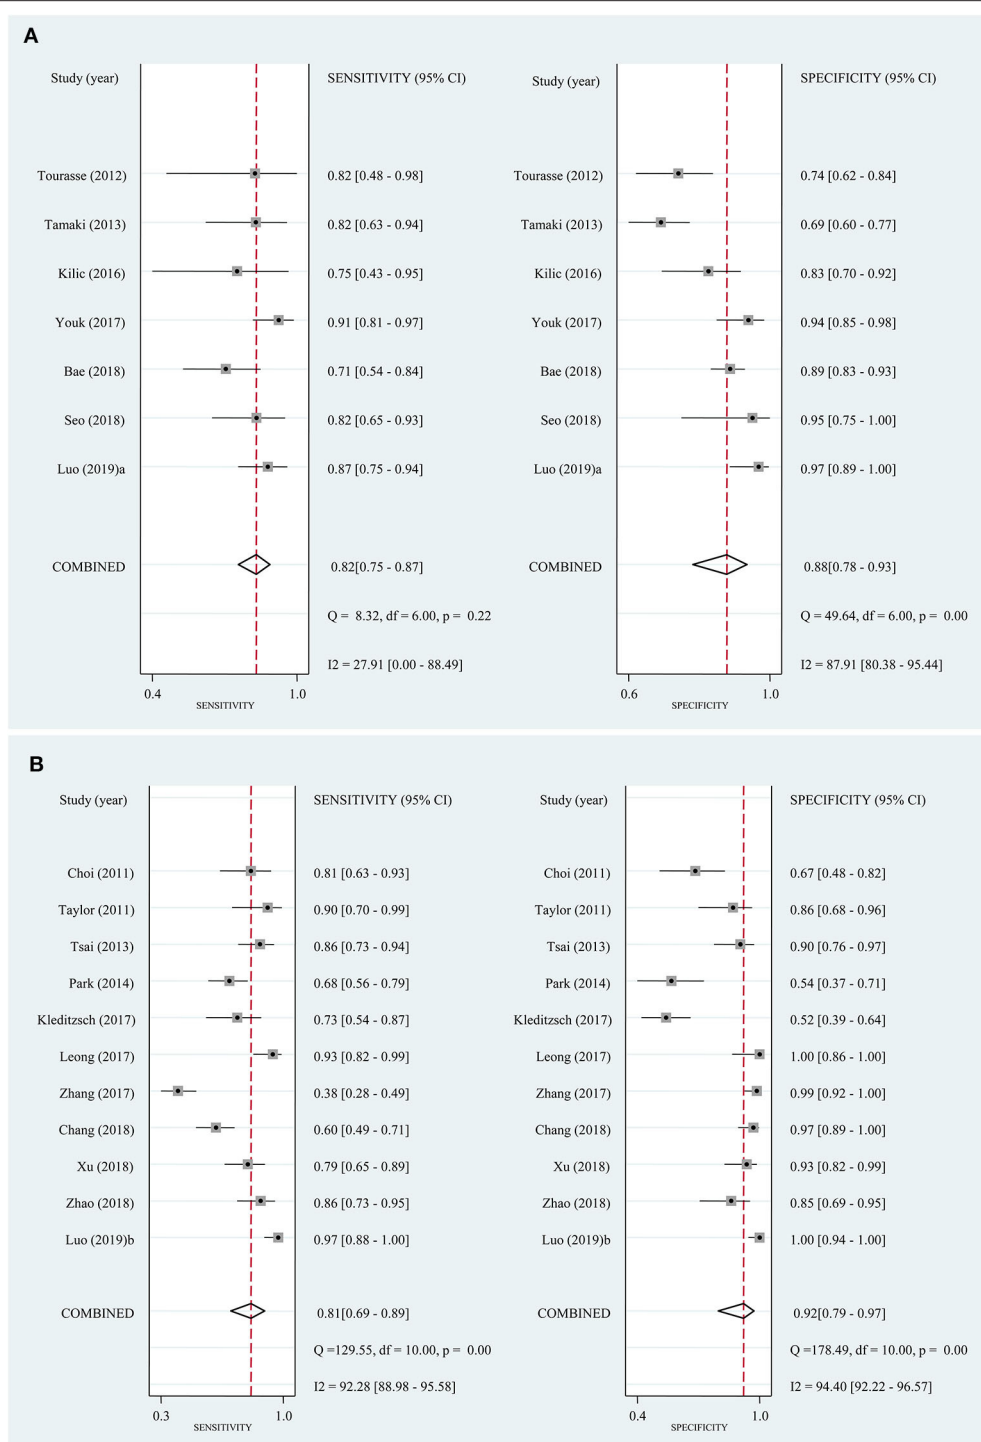 A
Study (year) SENSITIVITY (95% CI)
Tourasse (2012) 0.82 [0.48 - 0.98]
Tamaki (2013) 0.82 [0.63 - 0.94]
Kilic (2016) 0.75 [0.43 - 0.95]
Youk (2017) 0.91 [0.81 - 0.97]
Bae (2018) 0.71 [0.54 - 0.84]
Seo (2018) 0.82 [0.65 - 0.93]
Luo (2019)a 0.87 [0.75 - 0.94]
COMBINED 0.82[0.75 - 0.87]
Q = 8.32, df = 6.00, p = 0.22
I2 = 27.91 [0.00 - 88.49]
0.4 1.0
SENSITIVITY
Study (year) SPECIFICITY (95% CI)
Tourasse (2012) 0.74 [0.62 - 0.84]
Tamaki (2013) 0.69 [0.60 - 0.77]
Kilic (2016) 0.83 [0.70 - 0.92]
Youk (2017) 0.94 [0.85 - 0.98]
Bae (2018) 0.89 [0.83 - 0.93]
Seo (2018) 0.95 [0.75 - 1.00]
Luo (2019)a 0.97 [0.89 - 1.00]
COMBINED 0.88[0.78 - 0.93]
Q = 49.64, df = 6.00, p = 0.00
I2 = 87.91 [80.38 - 95.44]
0.6 1.0
SPECIFICITY
B
Study (year) SENSITIVITY (95% CI)
Choi (2011) 0.81 [0.63 - 0.93]
Taylor (2011) 0.90 [0.70 - 0.99]
Tsai (2013) 0.86 [0.73 - 0.94]
Park (2014) 0.68 [0.56 - 0.79]
Kleditzsch (2017) 0.73 [0.54 - 0.87]
Leong (2017) 0.93 [0.82 - 0.99]
Zhang (2017) 0.38 [0.28 - 0.49]
Chang (2018) 0.60 [0.49 - 0.71]
Xu (2018) 0.79 [0.65 - 0.89]
Zhao (2018) 0.86 [0.73 - 0.95]
Luo (2019)b 0.97 [0.88 - 1.00]
COMBINED 0.81[0.69 - 0.89]
Q =129.55, df = 10.00, p = 0.00
I2 = 92.28 [88.98 - 95.58]
0.3 1.0
SENSITIVITY
Study (year) SPECIFICITY (95% CI)
Choi (2011) 0.67 [0.48 - 0.82]
Taylor (2011) 0.86 [0.68 - 0.96]
Tsai (2013) 0.90 [0.76 - 0.97]
Park (2014) 0.54 [0.37 - 0.71]
Kleditzsch (2017) 0.52 [0.39 - 0.64]
Leong (2017) 1.00 [0.86 - 1.00]
Zhang (2017) 0.99 [0.92 - 1.00]
Chang (2018) 0.97 [0.89 - 1.00]
Xu (2018) 0.93 [0.82 - 0.99]
Zhao (2018) 0.85 [0.69 - 0.95]
Luo (2019)b 1.00 [0.94 - 1.00]
COMBINED 0.92[0.79 - 0.97]
Q =178.49, df = 10.00, p = 0.00
I2 = 94.40 [92.22 - 96.57]
0.4 1.0
SPECIFICITY